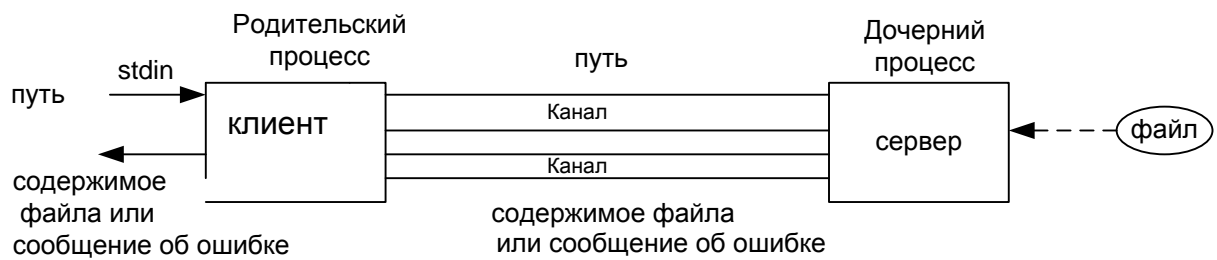 Родительский
процесс
Дочерний
процесс
путь
stdin
путь
Канал
клиент
файл
сервер
Канал
содержимое
файла или
сообщение об ошибке
содержимое файла
или сообщение об ошибке